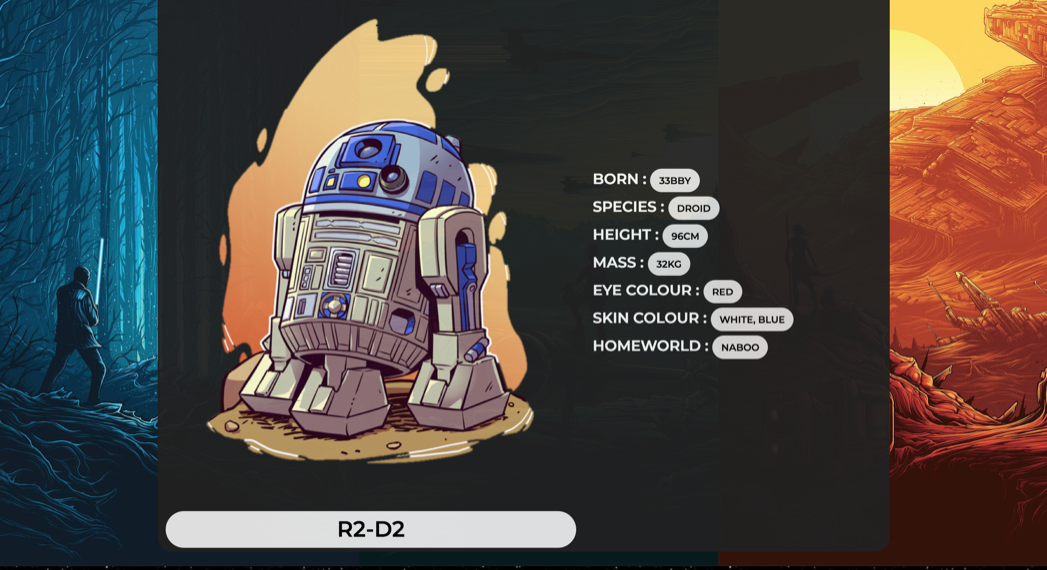 BORN : 33BBY
SPECIES : DROID
HEIGHT : 96CM
MASS : 32KG
EYE COLOUR : RED
SKIN COLOUR : WHITE, BLUE
HOMEWORLD : NABOO
R2-D2